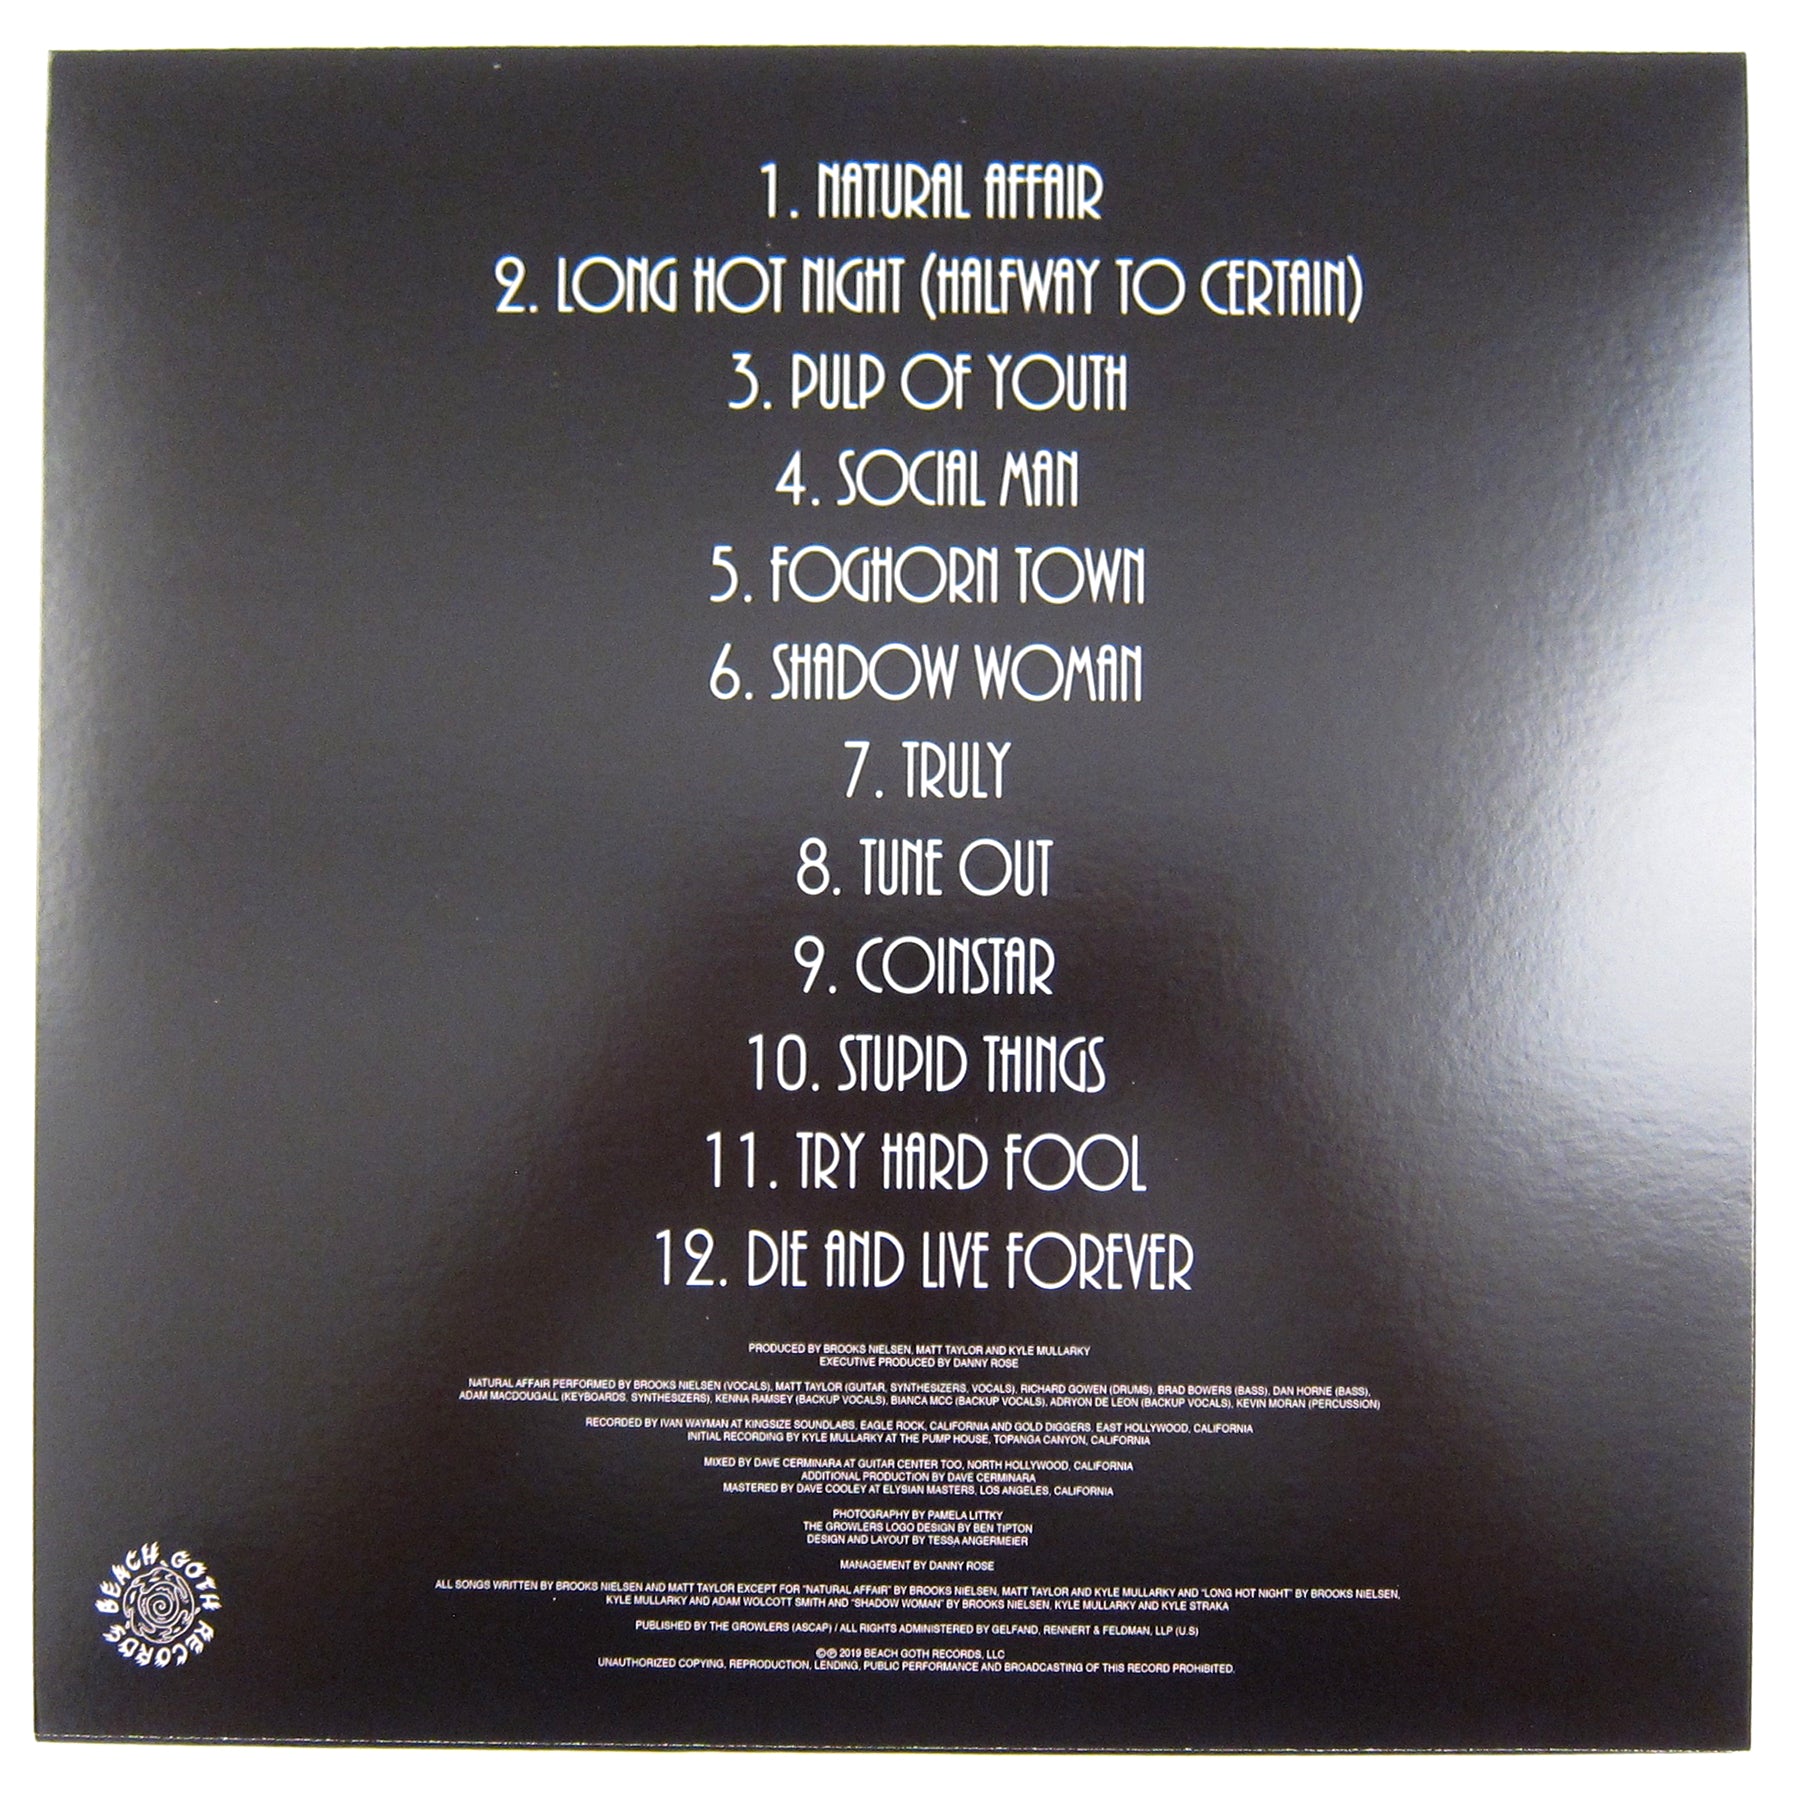 1. NATURAL AFFAIR
2. LONG HOT NIGHT (HALFWAY TO CERTAIN)
3. PULP OF YOUTH
4. SOCIAL MAN
5. FOGHORN TOWN
6. SHADOW WOMAN
7. TRULY
8. TUNE OUT
9. COINSTAR
10. STUPID THINGS
11. TRY HARD FOOL
12. DIE AND LIVE FOREVER
PRODUCED BY BROOKS NIELSEN, MATT TAYLOR AND KYLE MULLARKY
EXECUTIVE PRODUCED BY DANNY ROSE
NATURAL AFFAIR PERFORMED BY BROOKS NIELSEN (VOCALS), MATT TAYLOR (GUITAR, SYNTHESIZERS, VOCALS), RICHARD GOWEN (DRUMS), BRAD BOWERS (BASS), DAN HORNE (BASS),
ADAM MACDOUGALL (KEYBOARDS, SYNTHESIZERS), KENNA RAMSEY (BACKUP VOCALS), BIANCA MCC (BACKUP VOCALS), ADRYON DE LEON (BACKUP VOCALS), KEVIN MORAN (PERCUSSION)
RECORDED BY IVAN WAYMAN AT KINGSIZE SOUNDLABS, EAGLE ROCK, CALIFORNIA AND GOLD DIGGERS, EAST HOLLYWOOD, CALIFORNIA
INITIAL RECORDING BY KYLE MULLARKY AT THE PUMP HOUSE, TOPANGA CANYON, CALIFORNIA
MIXED BY DAVE CERMINARA AT GUITAR CENTER TOO, NORTH HOLLYWOOD, CALIFORNIA
ADDITIONAL PRODUCTION BY DAVE CERMINARA
MASTERED BY DAVE COOLEY AT ELYSIAN MASTERS, LOS ANGELES, CALIFORNIA
PHOTOGRAPHY BY PAMELA LITTKY
THE GROWLERS LOGO DESIGN BY BEN TIPTON
DESIGN AND LAYOUT BY TESSA ANGERMEIER
MANAGEMENT BY DANNY ROSE
ALL SONGS WRITTEN BY BROOKS NIELSEN AND MATT TAYLOR EXCEPT FOR "NATURAL AFFAIR" BY BROOKS NIELSEN, MATT TAYLOR AND KYLE MULLARKY AND "LONG HOT NIGHT" BY BROOKS NIELSEN,
KYLE MULLARKY AND ADAM WOLCOTT SMITH AND "SHADOW WOMAN" BY BROOKS NIELSEN, KYLE MULLARKY AND KYLE STRAKA
PUBLISHED BY THE GROWLERS (ASCAP) / ALL RIGHTS ADMINISTERED BY GELFAND, RENNERT & FELDMAN, LLP (U.S)
©℗ 2019 BEACH GOTH RECORDS, LLC
UNAUTHORIZED COPYING, REPRODUCTION, LENDING, PUBLIC PERFORMANCE AND BROADCASTING OF THIS RECORD PROHIBITED.
BEACH GOTH RECORDS